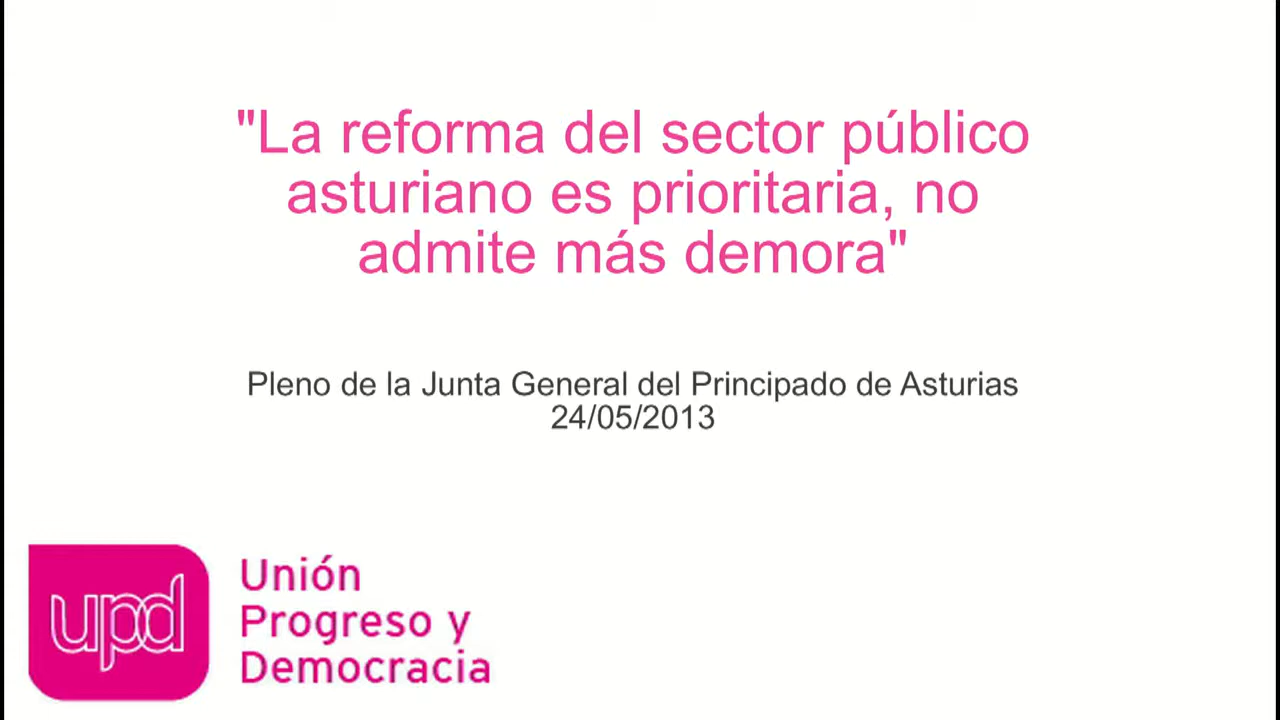 "La reforma del sector público
asturiano es prioritaria, no
admite más demora"
Pleno de la Junta General del Principado de Asturias
24/05/2013
upd
Unión
Progreso y
Democracia